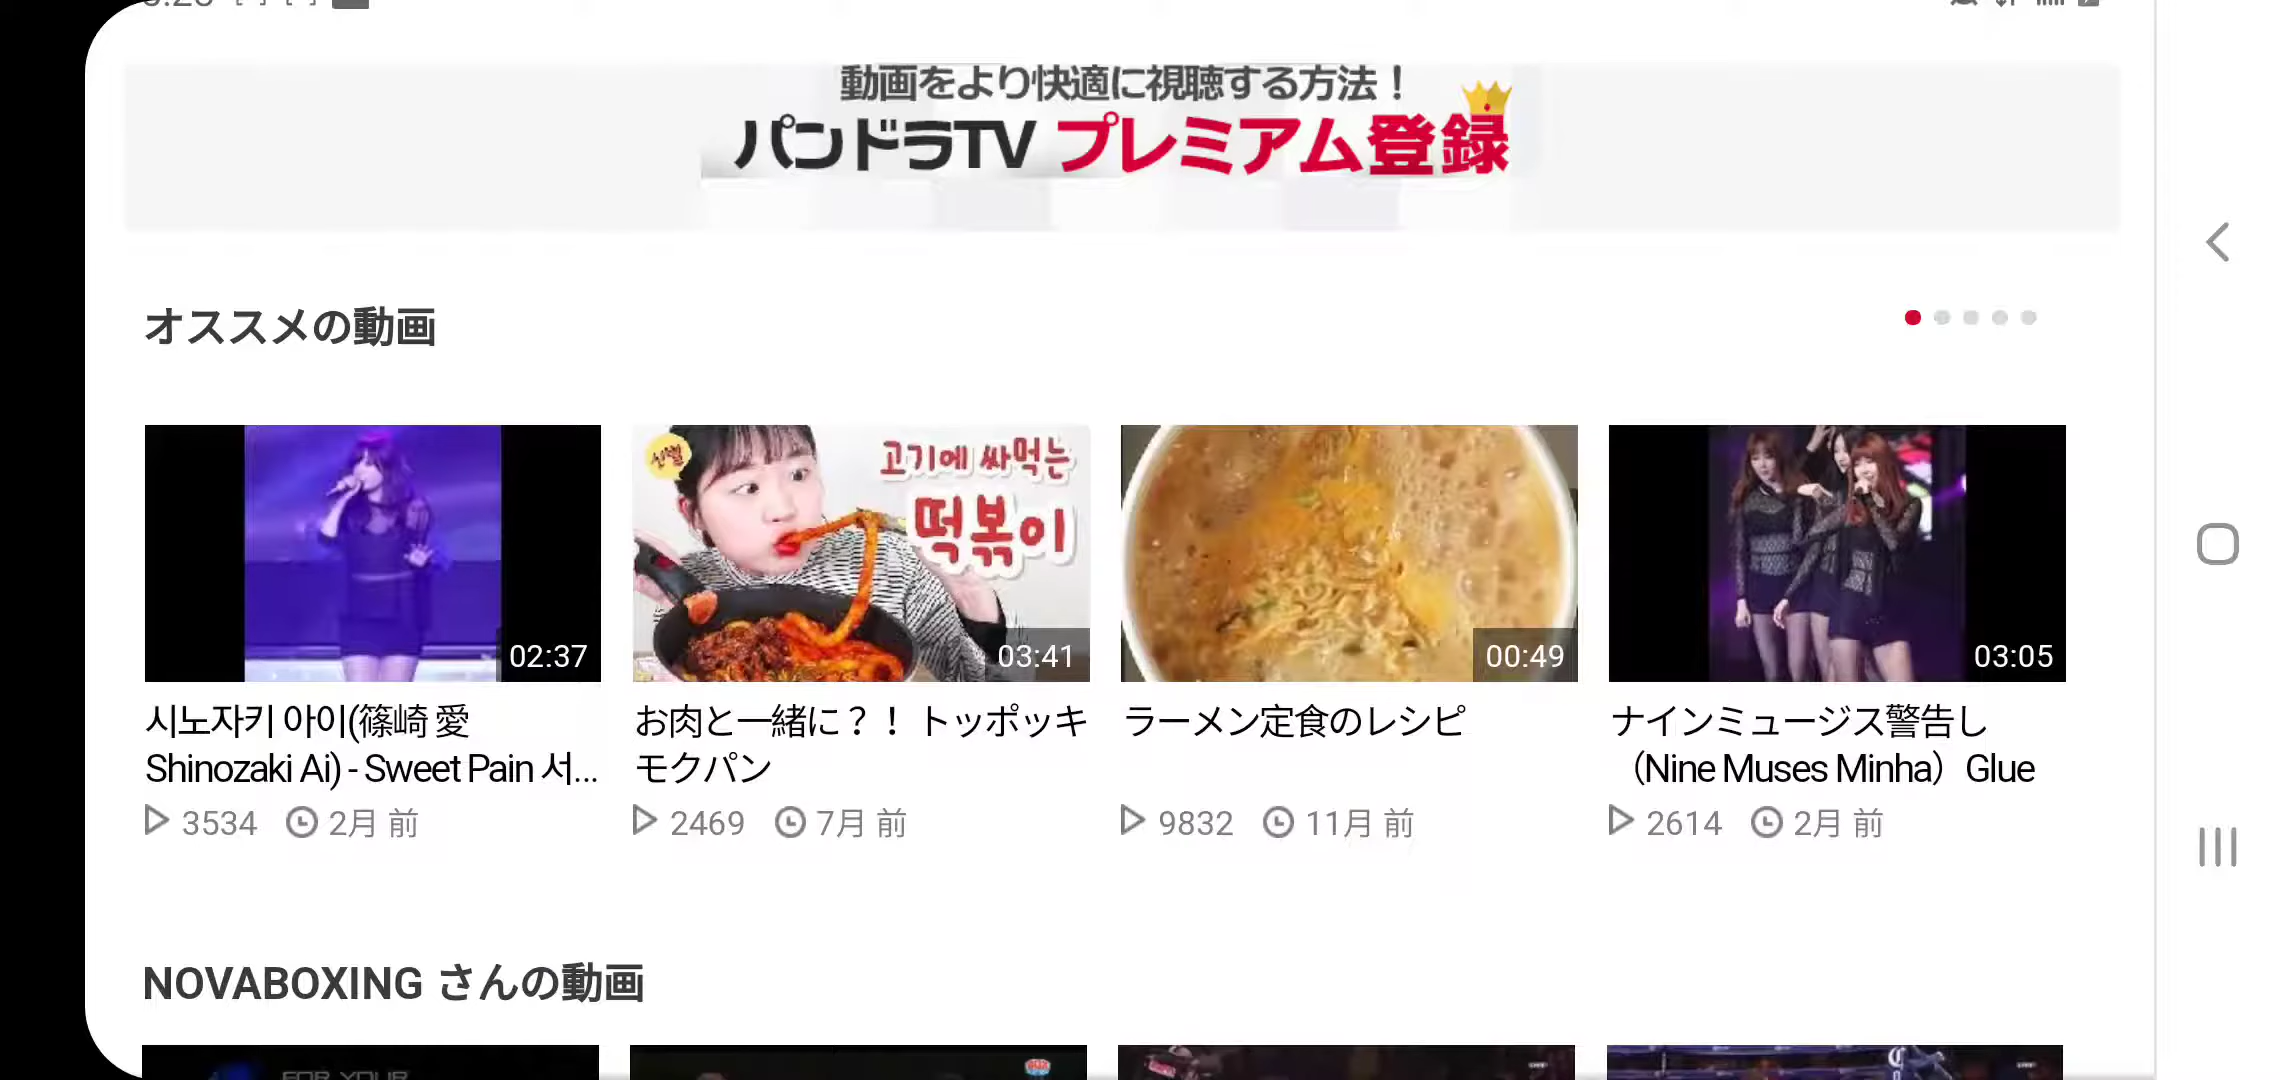 動画をより快適に視聴する方法！
パンドラTV プレミアム登録
オススメの動画
신쀨
고기에 싸먹는
떡볶이
02:37
03:41
00:49
03:05
시노자키 아이(篠崎 愛
Shinozaki Ai) - Sweet Pain 서...
お肉と一緒に？！ トッポッキ
モクパン
ラーメン定食のレシピ
ナインミュージス警告し
（Nine Muses Minha）Glue
3534 2月 前
2469 7月 前
9832 11月 前
2614 2月 前
NOVABOXING さんの動画
FOR YOUR